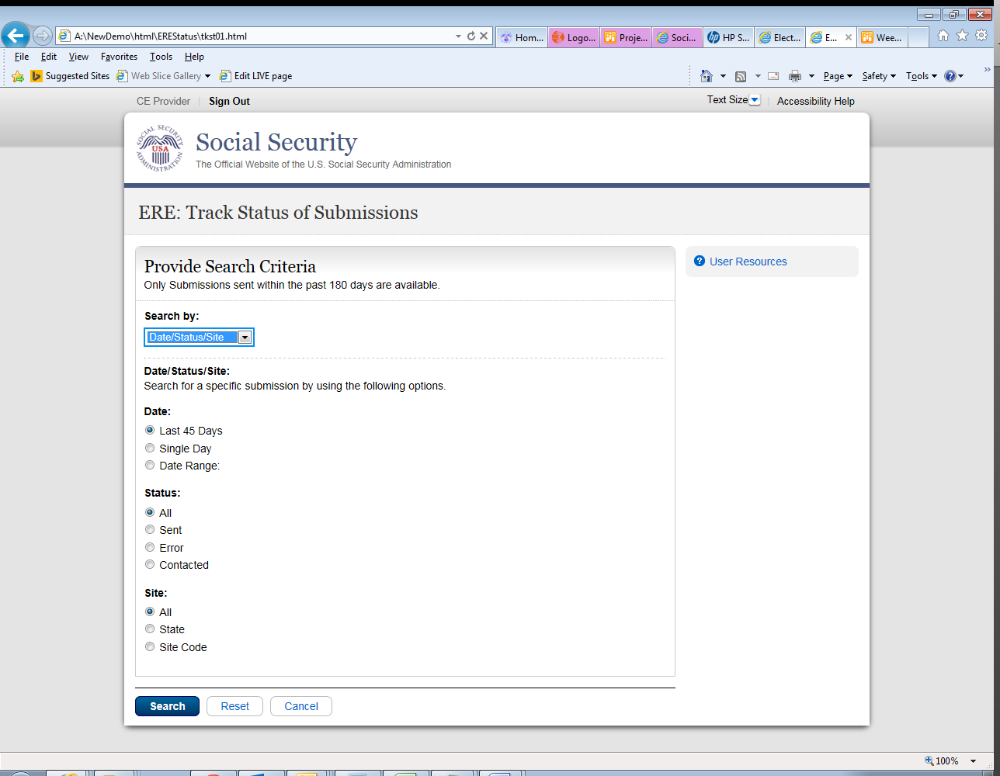 A:\NewDemo\html\EREStatus\tkst01.html
Hom...
Logo...
Proje...
Soci...
HP S...
Elect...
E...
Wee...
File Edit View Favorites Tools Help
Suggested Sites Web Slice Gallery Edit LIVE page
Page Safety Tools
CE Provider Sign Out
Text Size Accessibility Help
SOCIAL SECURITY ADMINISTRATION
USA
Social Security
The Official Website of the U.S. Social Security Administration
ERE: Track Status of Submissions
Provide Search Criteria
Only Submissions sent within the past 180 days are available.
User Resources
Search by:
Date/Status/Site
Date/Status/Site:
Search for a specific submission by using the following options.
Date:
Last 45 Days
Single Day
Date Range:
Status:
All
Sent
Error
Contacted
Site:
All
State
Site Code
Search Reset Cancel
100%